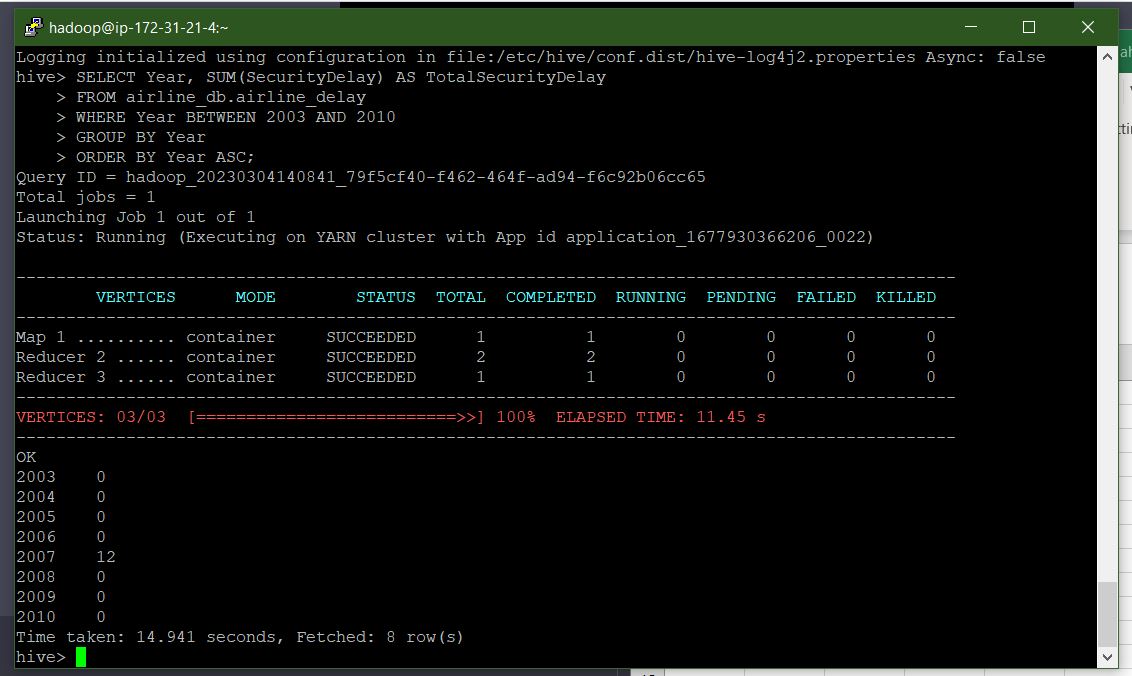 hadoop@ip-172-31-21-4:~
Logging initialized using configuration in file:/etc/hive/conf.dist/hive-log4j2.properties Async: false
hive> SELECT Year, SUM(SecurityDelay) AS TotalSecurityDelay
    > FROM airline_db.airline_delay
    > WHERE Year BETWEEN 2003 AND 2010
    > GROUP BY Year
    > ORDER BY Year ASC;
Query ID = hadoop_20230304140841_79f5cf40-f462-464f-ad94-f6c92b06cc65
Total jobs = 1
Launching Job 1 out of 1
Status: Running (Executing on YARN cluster with App id application_1677930366206_0022)
----------------------------------------------------------------------------------------------
        VERTICES      MODE        STATUS  TOTAL  COMPLETED  RUNNING  PENDING  FAILED  KILLED
----------------------------------------------------------------------------------------------
Map 1 .......... container     SUCCEEDED      1          1        0        0       0       0
Reducer 2 ...... container     SUCCEEDED      2          2        0        0       0       0
Reducer 3 ...... container     SUCCEEDED      1          1        0        0       0       0
----------------------------------------------------------------------------------------------
VERTICES: 03/03  [==========================>>] 100%  ELAPSED TIME: 11.45 s
----------------------------------------------------------------------------------------------
OK
2003    0
2004    0
2005    0
2006    0
2007    12
2008    0
2009    0
2010    0
Time taken: 14.941 seconds, Fetched: 8 row(s)
hive>